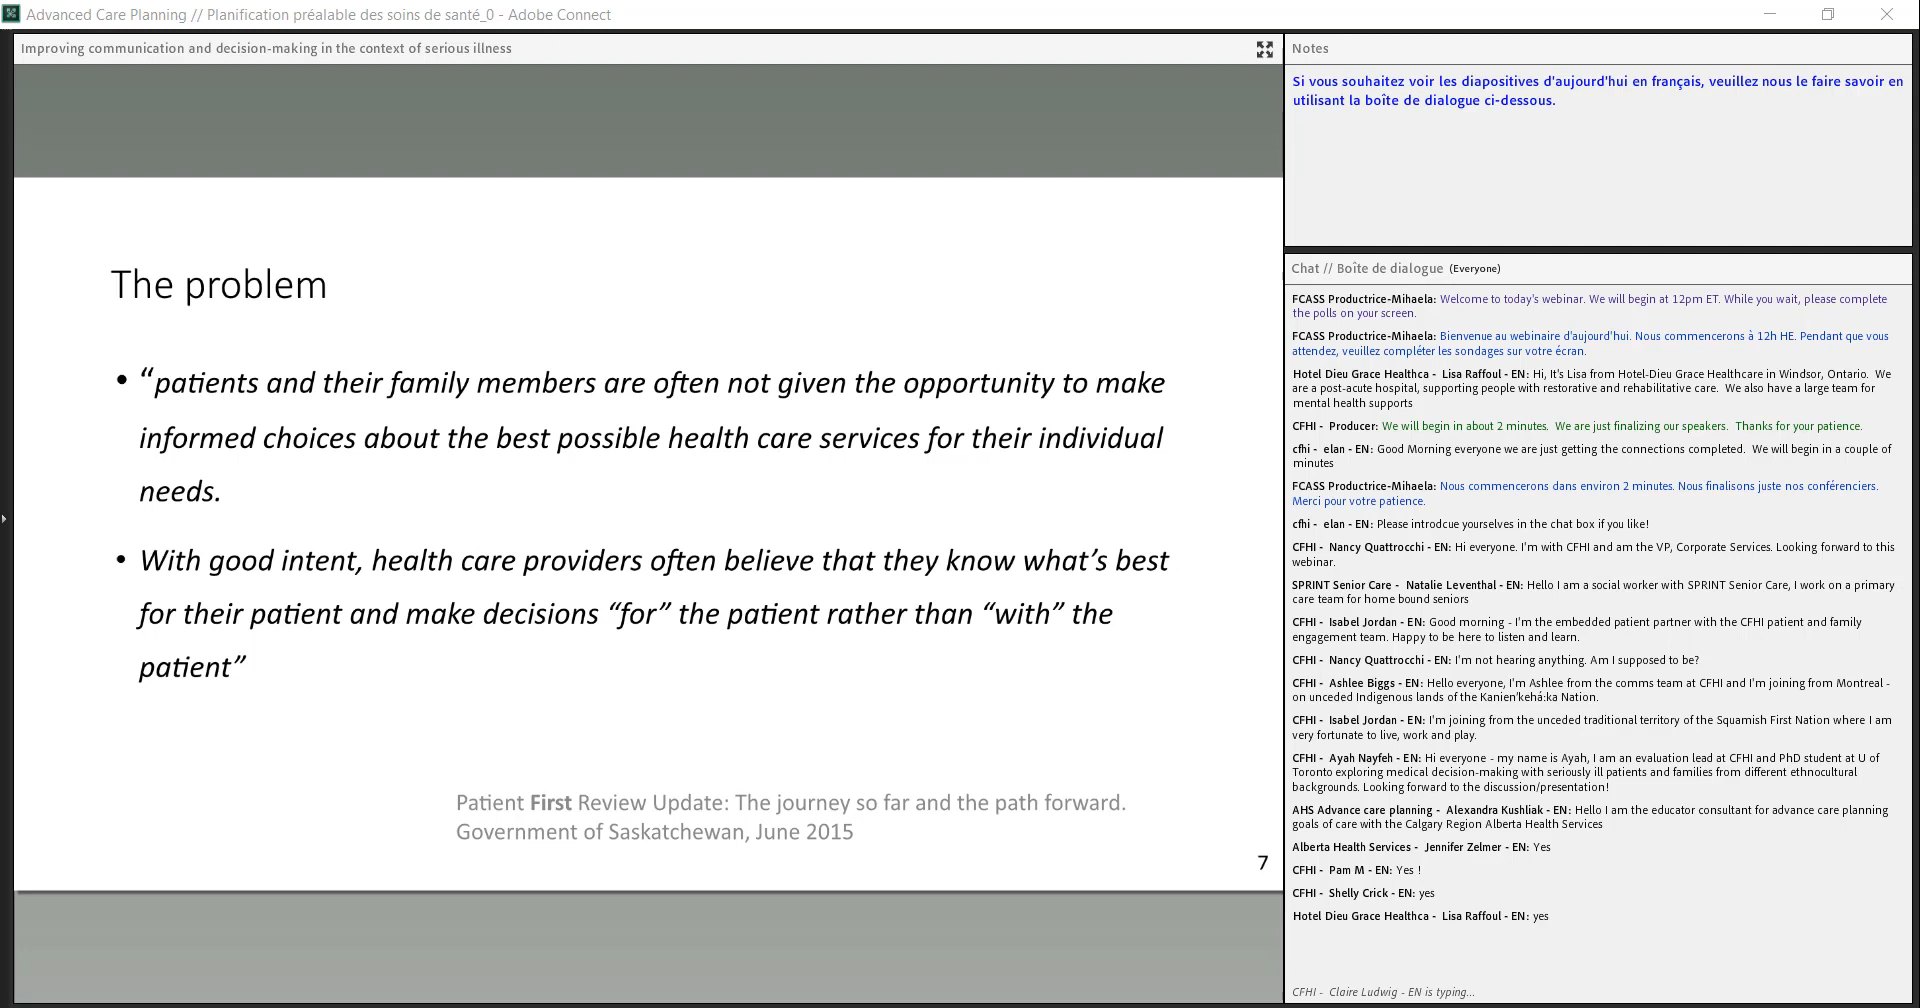 Advanced Care Planning // Planification préalable des soins de santé_0 - Adobe Connect
Improving communication and decision-making in the context of serious illness
The problem
• “patients and their family members are often not given the opportunity to make
informed choices about the best possible health care services for their individual
needs.
• With good intent, health care providers often believe that they know what’s best
for their patient and make decisions “for” the patient rather than “with” the
patient”
Patient First Review Update: The journey so far and the path forward.
Government of Saskatchewan, June 2015
7
Notes
Si vous souhaitez voir les diapositives d'aujourd'hui en français, veuillez nous le faire savoir en
utilisant la boîte de dialogue ci-dessous.
Chat // Boîte de dialogue (Everyone)
FCASS Productrice-Mihaela: Welcome to today's webinar. We will begin at 12pm ET. While you wait, please complete
the polls on your screen.
FCASS Productrice-Mihaela: Bienvenue au webinaire d'aujourd'hui. Nous commencerons à 12h HE. Pendant que vous
attendez, veuillez compléter les sondages sur votre écran.
Hotel Dieu Grace Healthca - Lisa Raffoul - EN: Hi, It's Lisa from Hotel-Dieu Grace Healthcare in Windsor, Ontario. We
are a post-acute hospital, supporting people with restorative and rehabilitative care. We also have a large team for
mental health supports
CFHI - Producer: We will begin in about 2 minutes. We are just finalizing our speakers. Thanks for your patience.
cfhi - elan - EN: Good Morning everyone we are just getting the connections completed. We will begin in a couple of
minutes
FCASS Productrice-Mihaela: Nous commencerons dans environ 2 minutes. Nous finalisons juste nos conférenciers.
Merci pour votre patience.
cfhi - elan - EN: Please introdcue yourselves in the chat box if you like!
CFHI - Nancy Quattrocchi - EN: Hi everyone. I'm with CFHI and am the VP, Corporate Services. Looking forward to this
webinar.
SPRINT Senior Care - Natalie Leventhal - EN: Hello I am a social worker with SPRINT Senior Care, I work on a primary
care team for home bound seniors
CFHI - Isabel Jordan - EN: Good morning - I'm the embedded patient partner with the CFHI patient and family
engagement team. Happy to be here to listen and learn.
CFHI - Nancy Quattrocchi - EN: I'm not hearing anything. Am I supposed to be?
CFHI - Ashlee Biggs - EN: Hello everyone, I'm Ashlee from the comms team at CFHI and I'm joining from Montreal -
on unceded Indigenous lands of the Kanien’kehá:ka Nation.
CFHI - Isabel Jordan - EN: I'm joining from the unceded traditional territory of the Squamish First Nation where I am
very fortunate to live, work and play.
CFHI - Ayah Nayfeh - EN: Hi everyone - my name is Ayah, I am an evaluation lead at CFHI and PhD student at U of
Toronto exploring medical decision-making with seriously ill patients and families from different ethnocultural
backgrounds. Looking forward to the discussion/presentation!
AHS Advance care planning - Alexandra Kushliak - EN: Hello I am the educator consultant for advance care planning
goals of care with the Calgary Region Alberta Health Services
Alberta Health Services - Jennifer Zelmer - EN: Yes
CFHI - Pam M - EN: Yes !
CFHI - Shelly Crick - EN: yes
Hotel Dieu Grace Healthca - Lisa Raffoul - EN: yes
CFHI - Claire Ludwig - EN is typing...